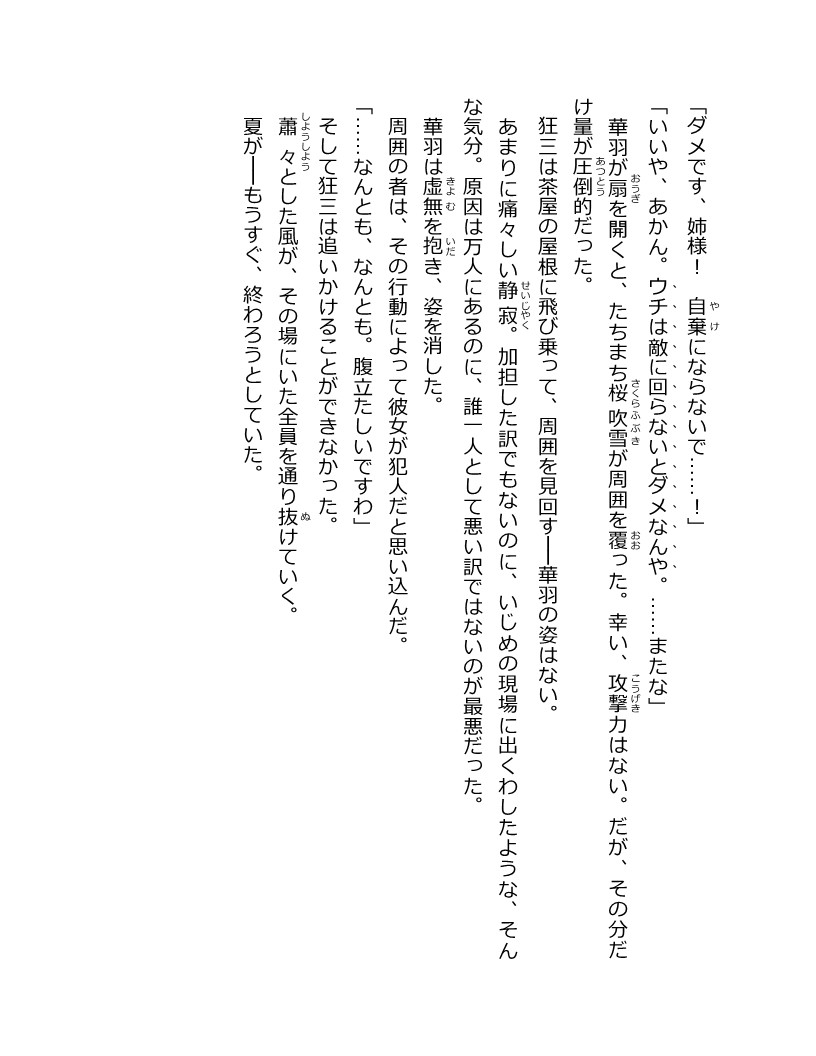 「ダメです、姉様！　自棄にならないで……！」
「いいや、あかん。ウチは敵に回らないとダメなんや。……またな」
　華羽が扇を開くと、たちまち桜吹雪が周囲を覆った。幸い、攻撃力はない。だが、その分だ
け量が圧倒的だった。
　狂三は茶屋の屋根に飛び乗って、周囲を見回す──華羽の姿はない。
　あまりに痛々しい静寂。加担した訳でもないのに、いじめの現場に出くわしたような、そん
な気分。原因は万人にあるのに、誰一人として悪い訳ではないのが最悪だった。
　華羽は虚無を抱き、姿を消した。
　周囲の者は、その行動によって彼女が犯人だと思い込んだ。
「……なんとも、なんとも。腹立たしいですわ」
　そして狂三は追いかけることができなかった。
　蕭々とした風が、その場にいた全員を通り抜けていく。
　夏が──もうすぐ、終わろうとしていた。